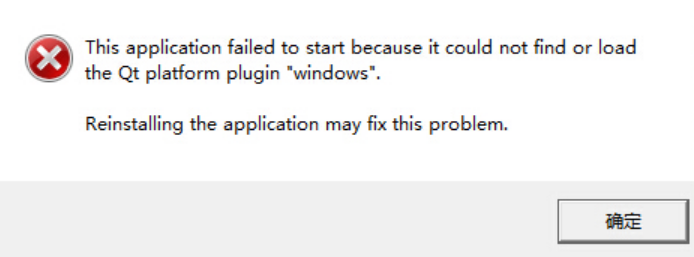 This application failed to start because it could not find or load
the Qt platform plugin "windows".
Reinstalling the application may fix this problem.
确定